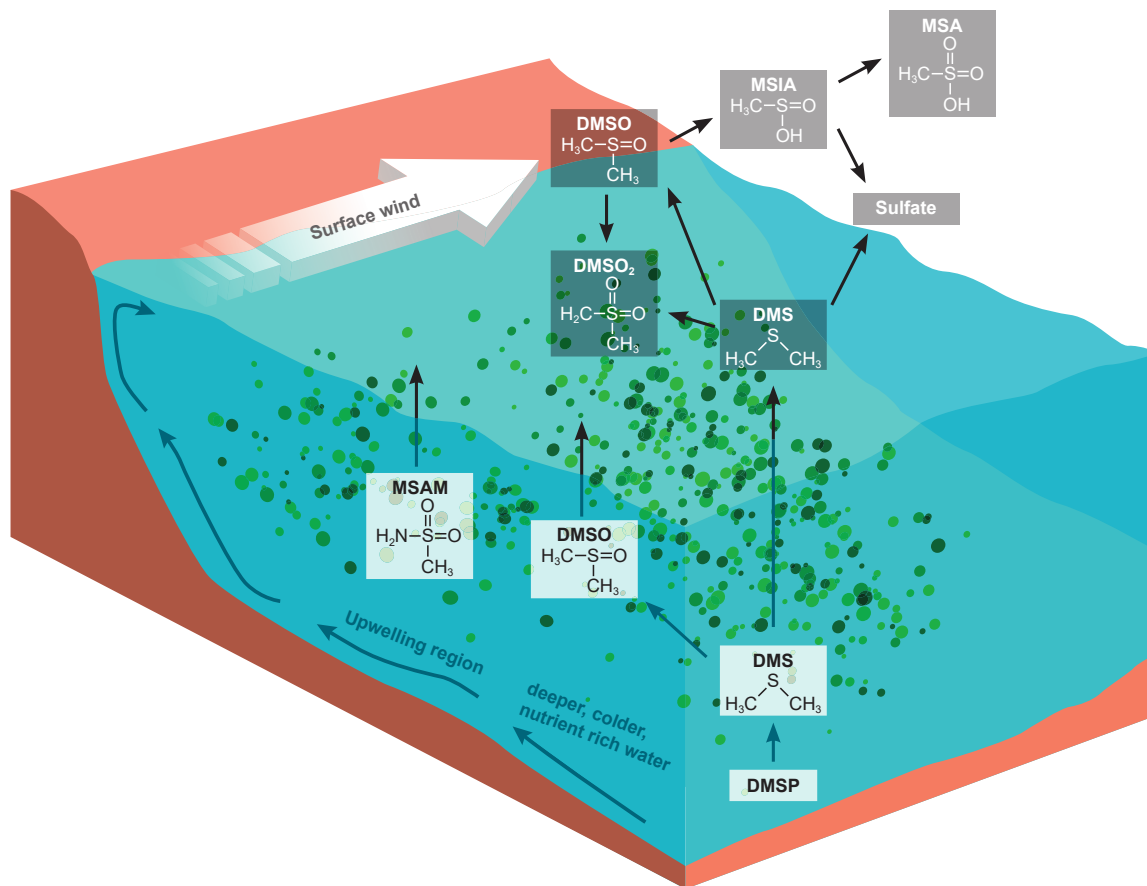 MSA
O
H₃C—S=O
OH
MSIA
H₃C—S=O
OH
DMSO
H₃C—S=O
CH₃
Sulfate
Surface wind
DMSO₂
O
H₂C—S=O
CH₃
DMS
S
H₃C CH₃
MSAM
O
H₂N—S=O
CH₃
DMSO
H₃C—S=O
CH₃
DMS
S
H₃C CH₃
Upwelling region
deeper, colder,
nutrient rich water
DMSP